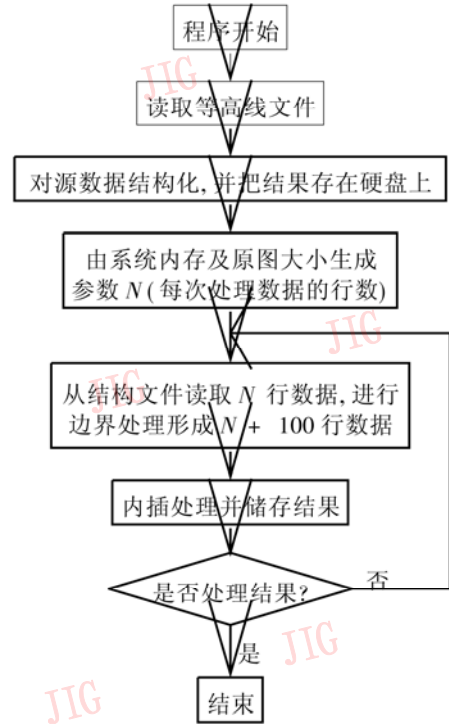 程序开始
JIG
读取等高线文件
对源数据结构化,并把结果存在硬盘上
由系统内存及原图大小生成
参数 N (每次处理数据的行数)
JIG
JIG
从结构文件读取 N 行数据,进行
边界处理形成 N + 100 行数据
内插处理并储存结果
是否处理结果?
否
是
JIG
结束
JIG